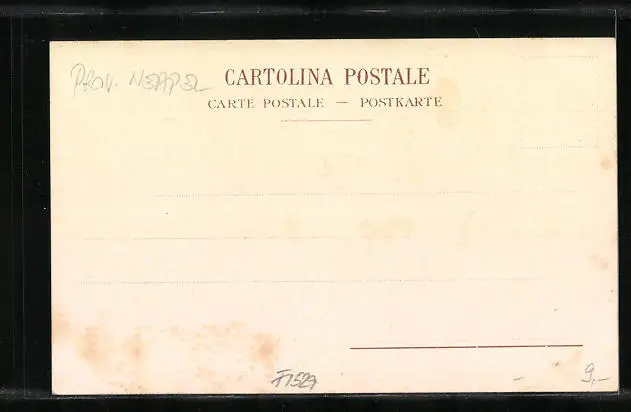 Prov. NEAPEL CARTOLINA POSTALE
CARTE POSTALE — POSTKARTE
F1529
9,-